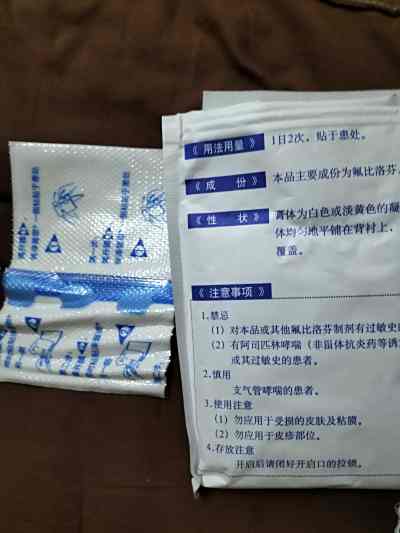 《用法用量》 1日2次，贴于患处。
《成　份》 本品主要成份为氟比洛芬
《性　状》 膏体为白色或淡黄色的凝
体均匀地平铺在背衬上，
覆盖。
《注意事项》
1.禁忌
(1) 对本品或其他氟比洛芬制剂有过敏史
(2) 有阿司匹林哮喘（非甾体抗炎药等诱
或其过敏史的患者。
2.慎用
支气管哮喘的患者。
3.使用注意
(1) 勿应用于受损的皮肤及粘膜。
(2) 勿应用于皮疹部位。
4.存放注意
开启后请闭好开启口的拉锁。